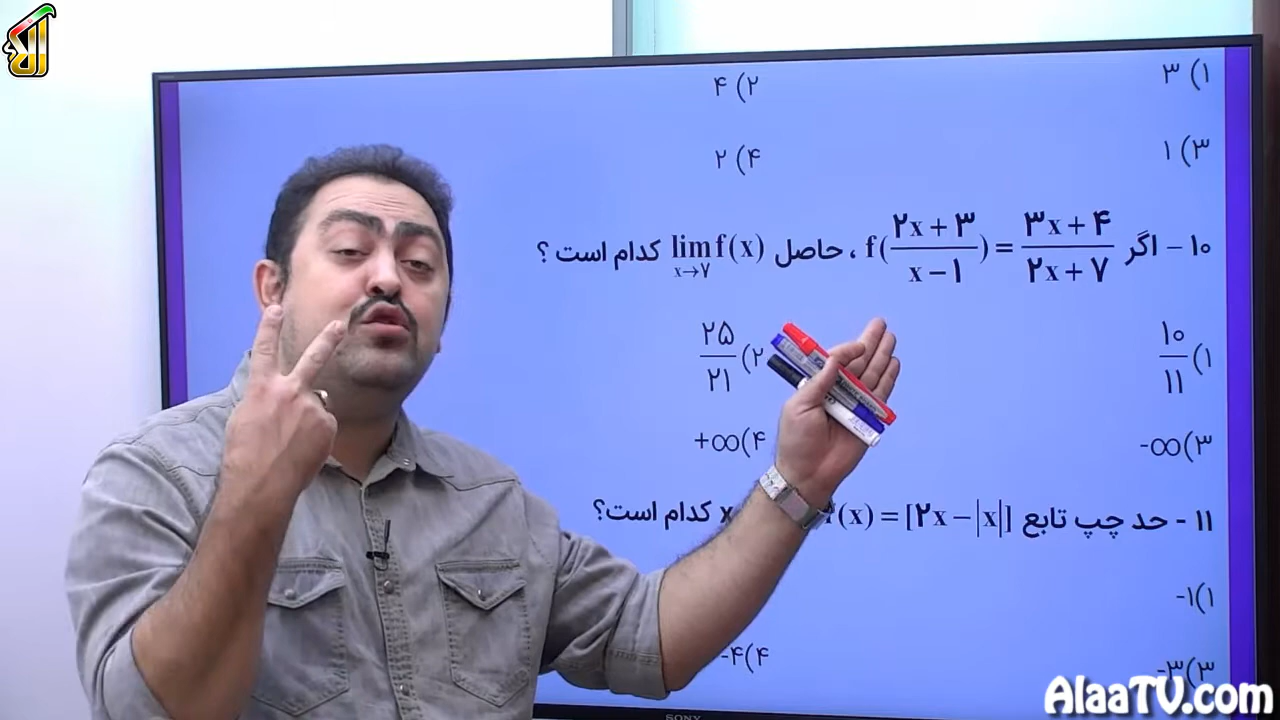 آلا
۱) ۳
۲) ۴
۳) ۱
۴) ۲
۱۰ – اگر f(۲x+۳ / x–۱) = ۳x+۴ / ۲x+۷ ، حاصل lim x→۷ f(x) کدام است ؟
۱) ۱۰/۱۱
۲) ۲۵/۲۱
۳) -∞
۴) +∞
۱۱ - حد چپ تابع f(x) = [۲x – |x|] کدام است؟
۱) -۱
۳) -۳
۴) -۴
SONY
AlaaTV.com